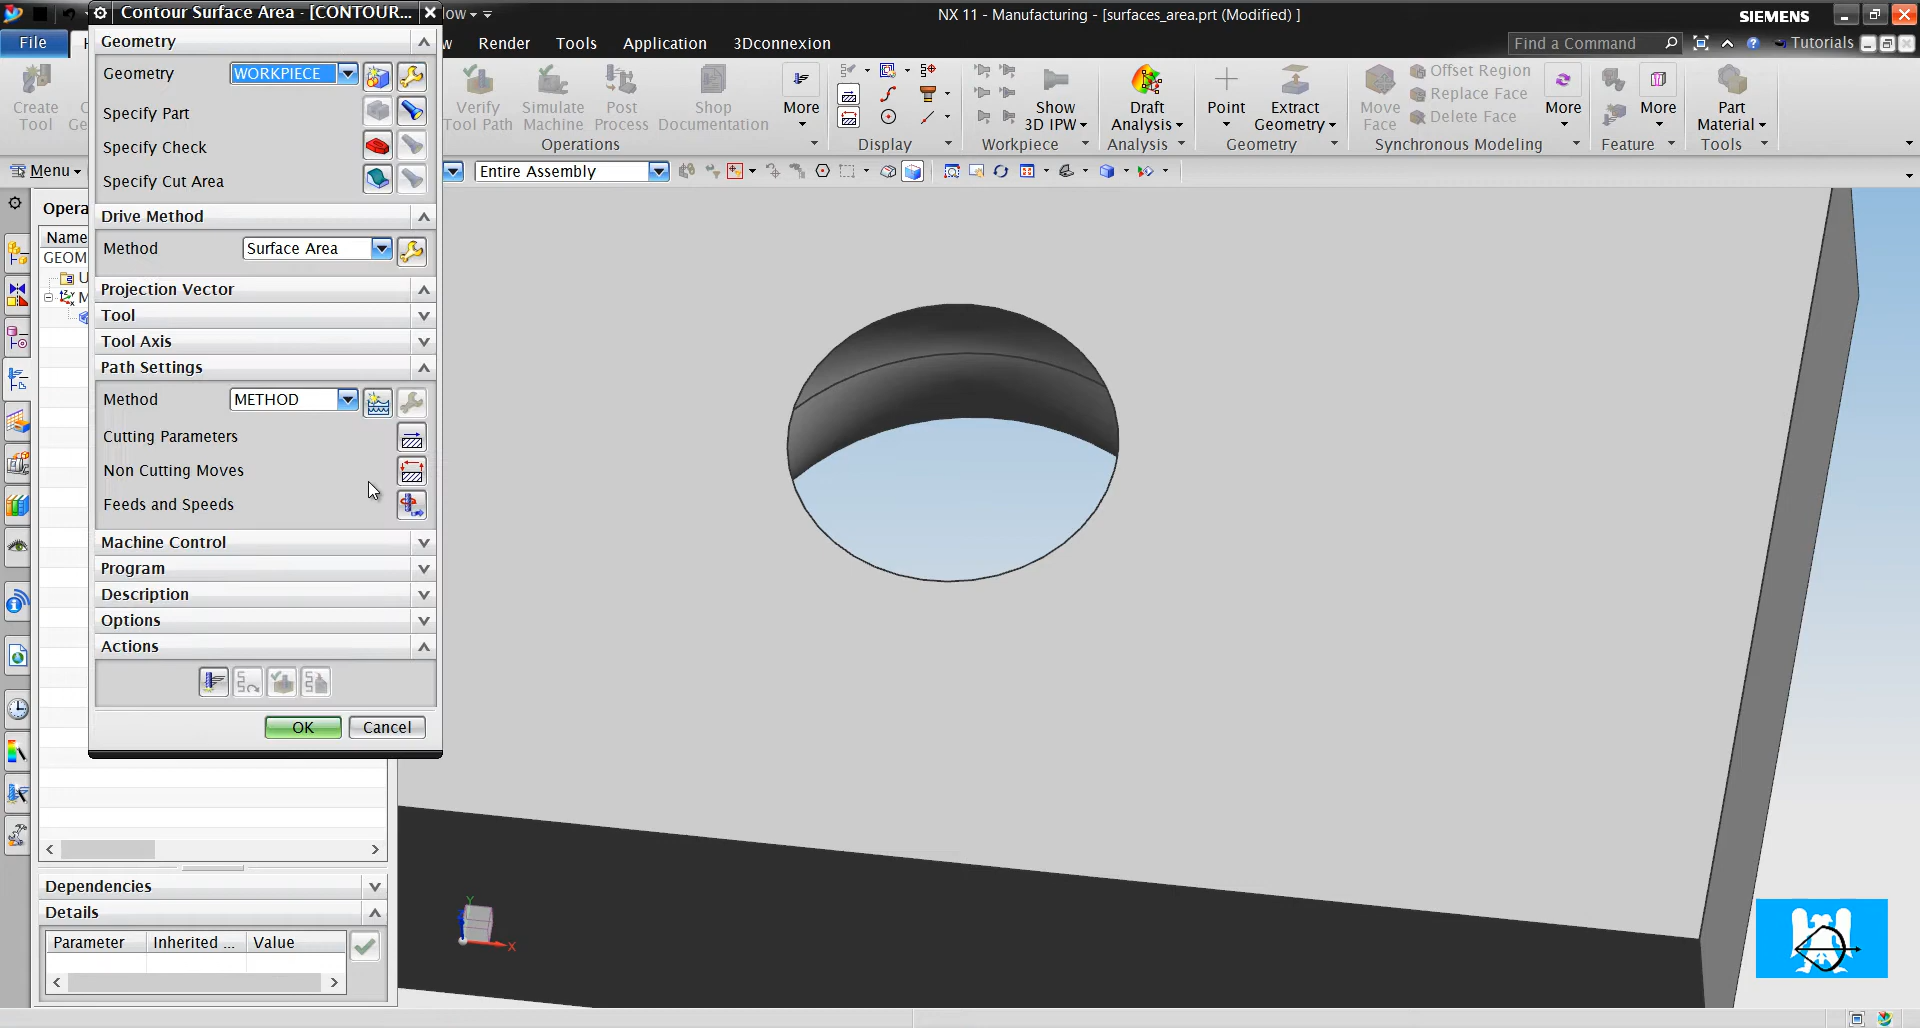 Contour Surface Area - [CONTOUR...
NX 11 - Manufacturing - [surfaces_area.prt (Modified) ]
SIEMENS
File
Render
Tools
Application
3Dconnexion
Find a Command
Tutorials
Create
Tool
Verify
Tool Path
Simulate
Machine
Post
Process
Shop
Documentation
More
Show
3D IPW
Draft
Analysis
Point
Extract
Geometry
Move
Face
Offset Region
Replace Face
Delete Face
More
More
Part
Material
Operations
Display
Workpiece
Analysis
Geometry
Synchronous Modeling
Feature
Tools
Menu
Entire Assembly
Opera
Name
GEOM
U
M
Geometry
Geometry
WORKPIECE
Specify Part
Specify Check
Specify Cut Area
Drive Method
Method
Surface Area
Projection Vector
Tool
Tool Axis
Path Settings
Method
METHOD
Cutting Parameters
Non Cutting Moves
Feeds and Speeds
Machine Control
Program
Description
Options
Actions
OK
Cancel
Dependencies
Details
Parameter
Inherited ...
Value
Y
X